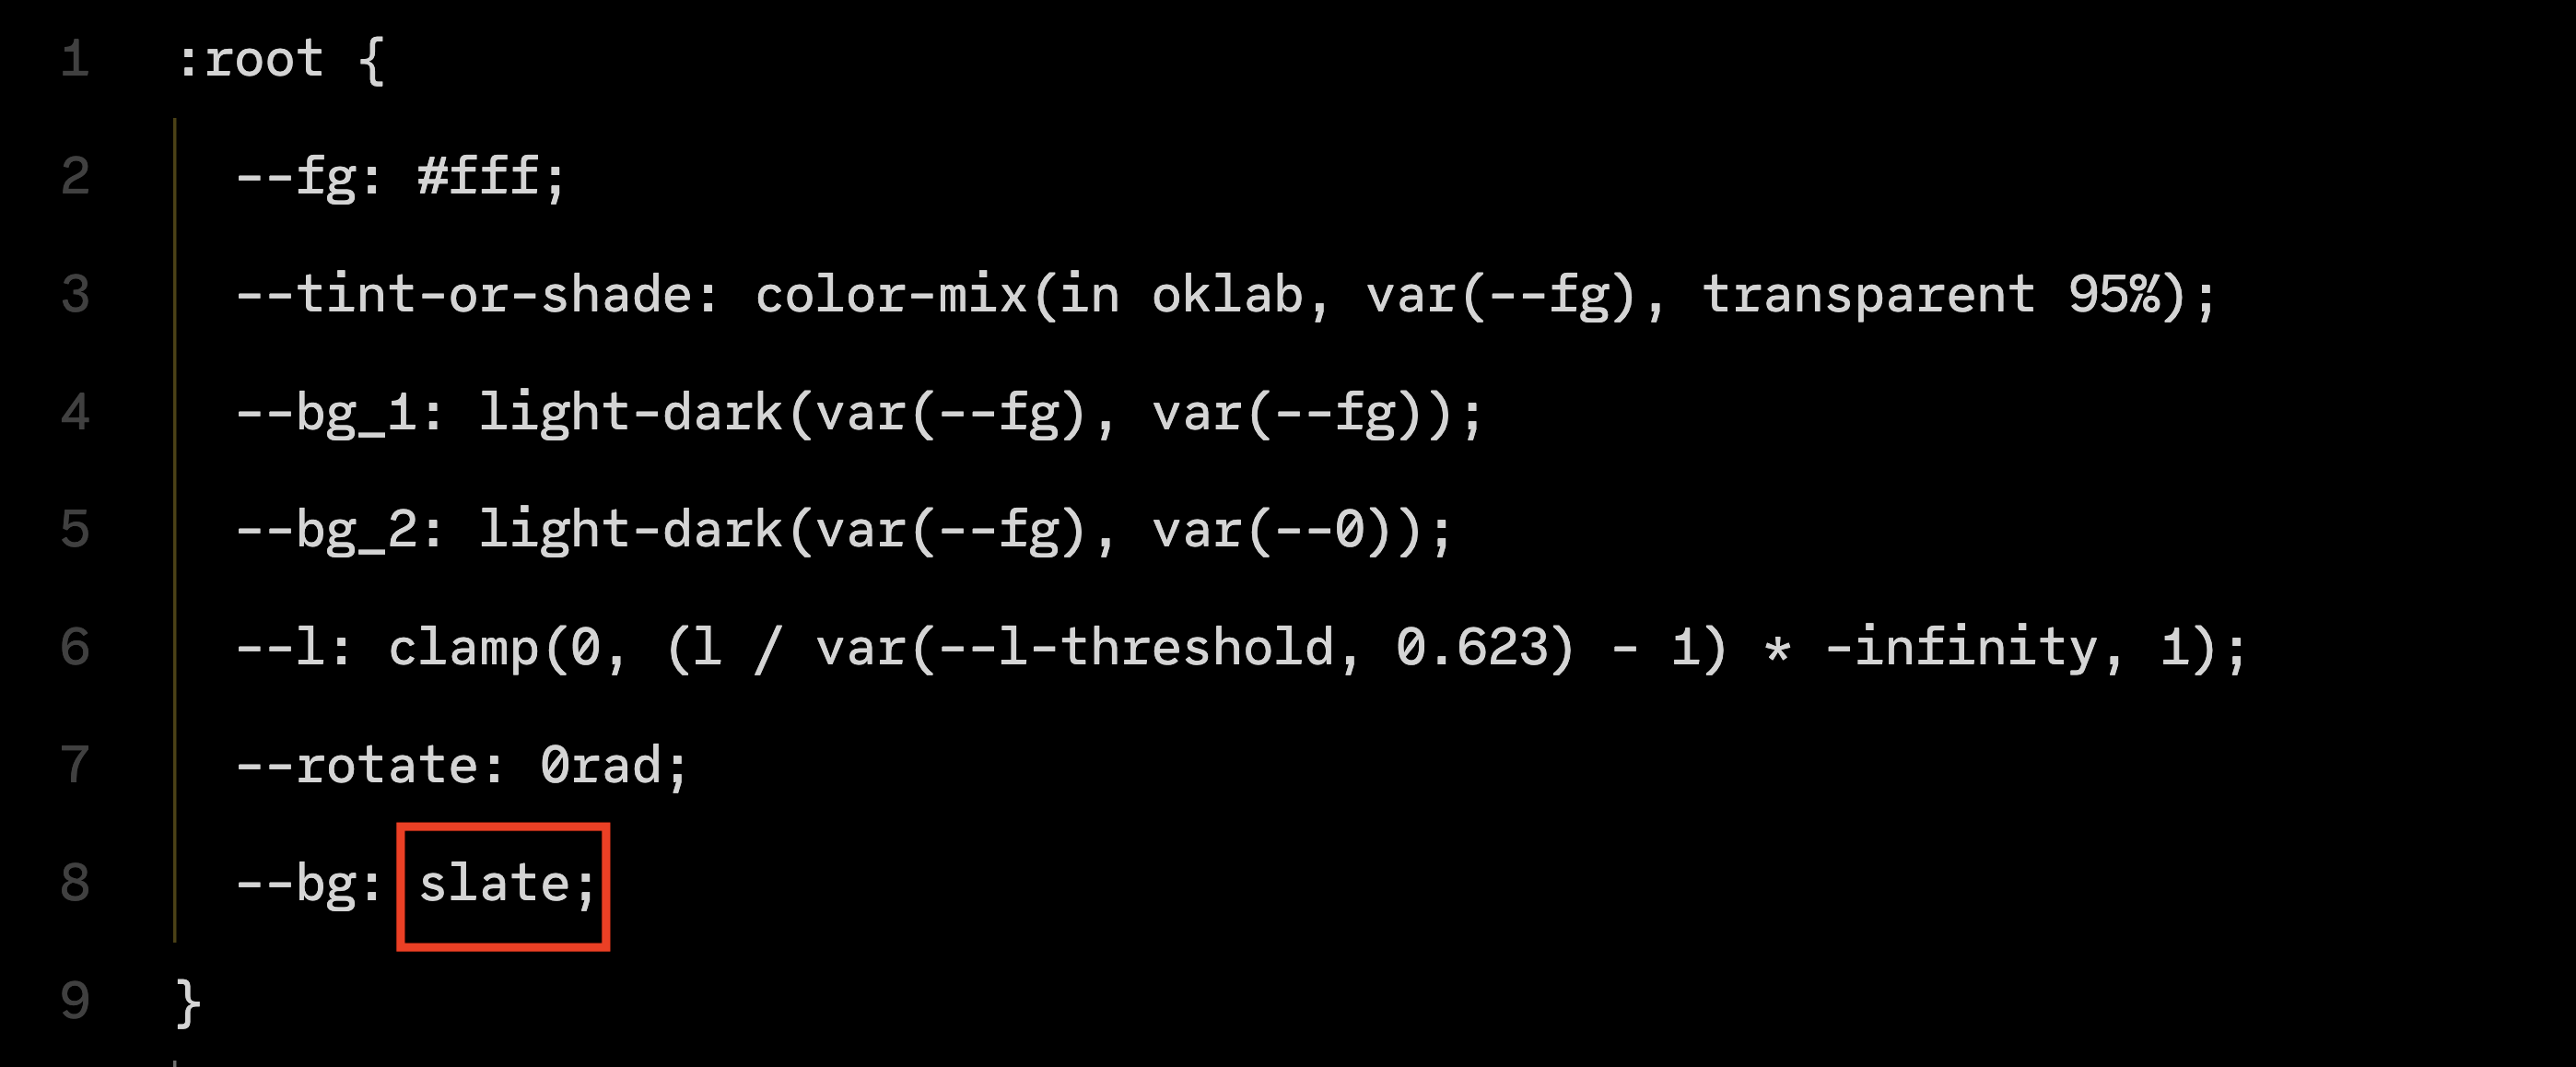 1 :root {
2 --fg: #fff;
3 --tint-or-shade: color-mix(in oklab, var(--fg), transparent 95%);
4 --bg_1: light-dark(var(--fg), var(--fg));
5 --bg_2: light-dark(var(--fg), var(--0));
6 --l: clamp(0, (l / var(--l-threshold, 0.623) - 1) * -infinity, 1);
7 --rotate: 0rad;
8 --bg: slate;
9 }